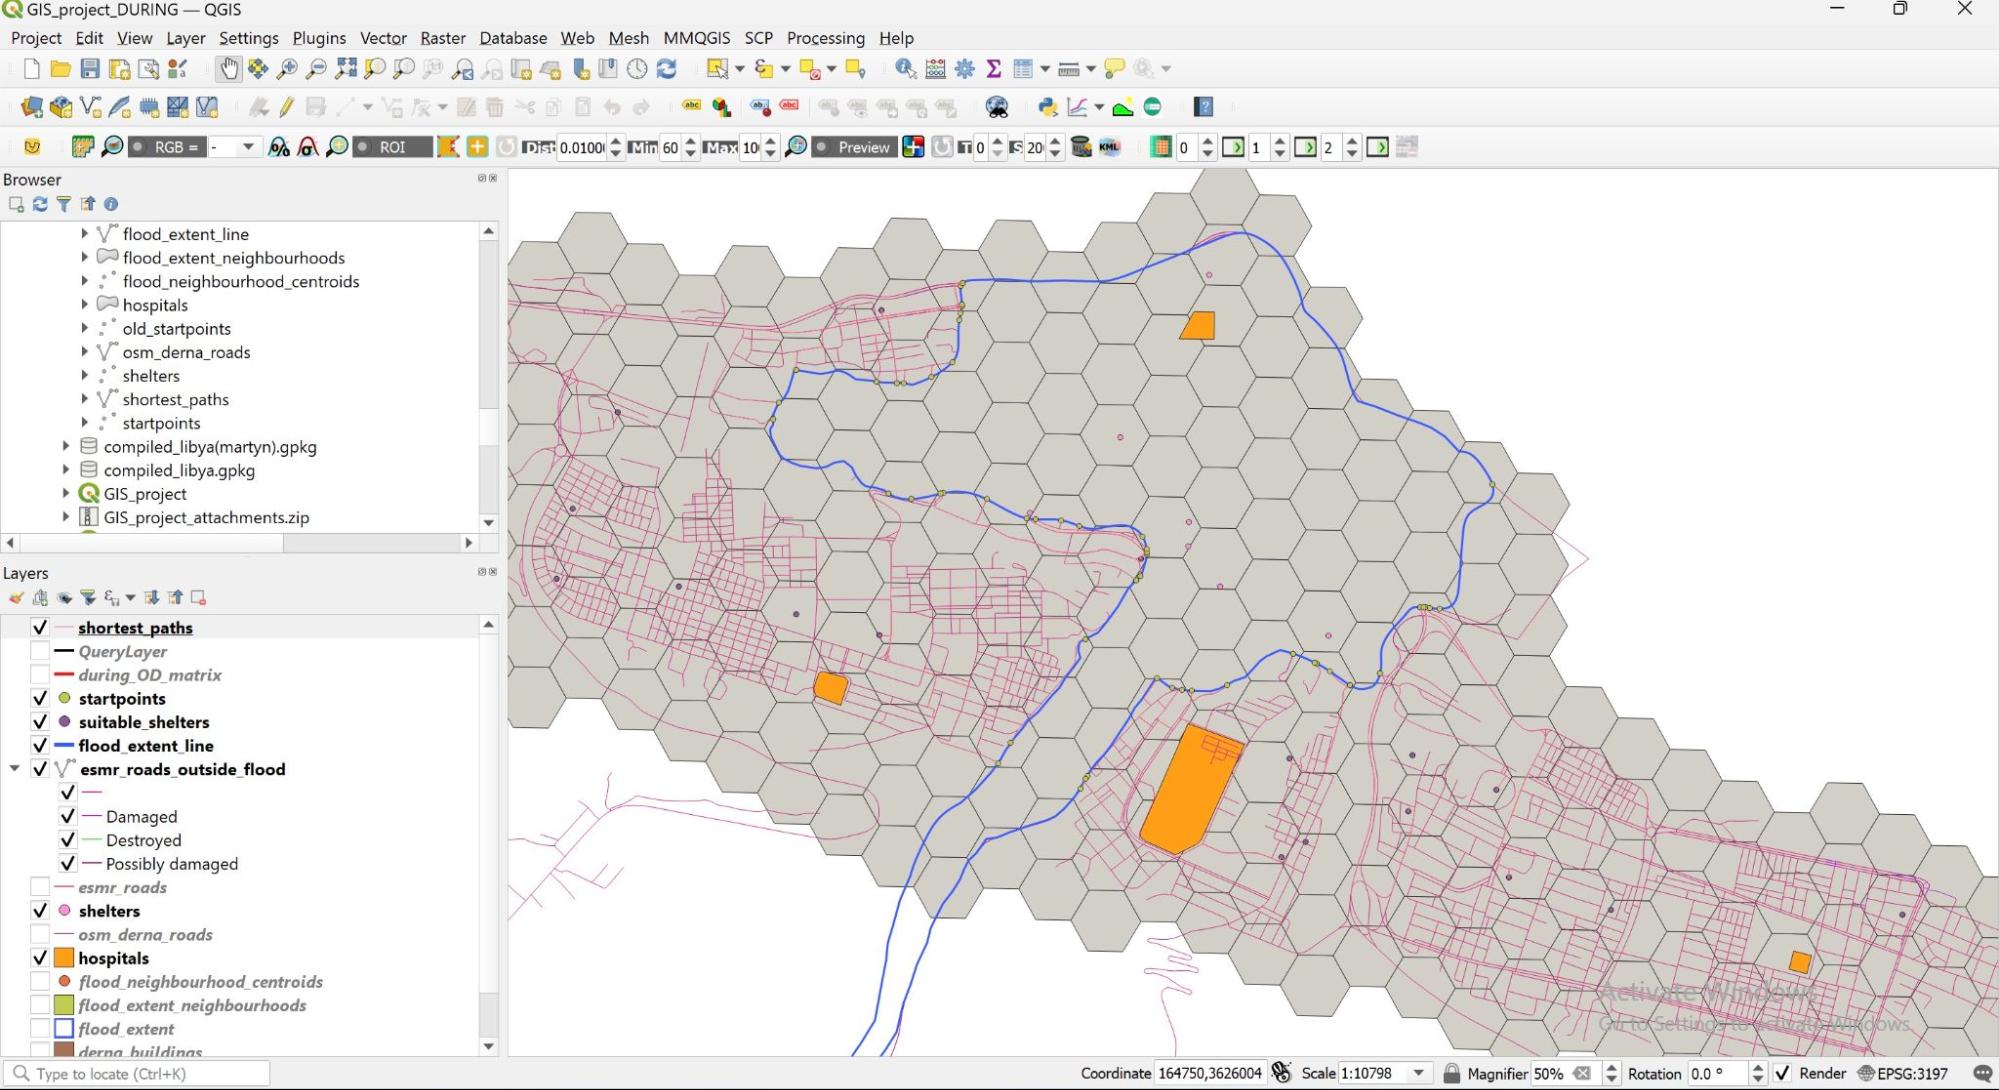 GIS_project_DURING — QGIS
Project Edit View Layer Settings Plugins Vector Raster Database Web Mesh MMQGIS SCP Processing Help
RGB = - ROI Dist 0.0100 Min 60 Max 10 Preview T 0 S 20 KML 0 1 2
Browser
flood_extent_line
flood_extent_neighbourhoods
flood_neighbourhood_centroids
hospitals
old_startpoints
osm_derna_roads
shelters
shortest_paths
startpoints
compiled_libya(martyn).gpkg
compiled_libya.gpkg
GIS_project
GIS_project_attachments.zip
Layers
shortest_paths
QueryLayer
during_OD_matrix
startpoints
suitable_shelters
flood_extent_line
esmr_roads_outside_flood
Damaged
Destroyed
Possibly damaged
esmr_roads
shelters
osm_derna_roads
hospitals
flood_neighbourhood_centroids
flood_extent_neighbourhoods
flood_extent
derna_buildings
Activate Windows
Go to Settings to activate Windows.
Type to locate (Ctrl+K) Coordinate 164750,3626004 Scale 1:10798 Magnifier 50% Rotation 0.0 ° Render EPSG:3197